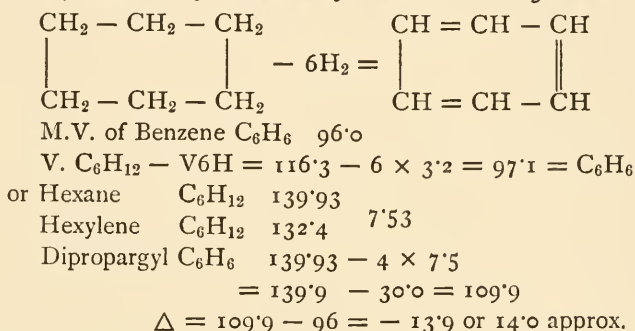 CH₂ – CH₂ – CH₂ CH = CH – CH
– 6H₂ =
CH₂ – CH₂ – CH₂ CH = CH – CH
M.V. of Benzene C₆H₆ 96·0
V. C₆H₁₂ – V6H = 116·3 – 6 × 3·2 = 97·1 = C₆H₆
or Hexane C₆H₁₂ 139·93
7·53
Hexylene C₆H₁₂ 132·4
Dipropargyl C₆H₆ 139·93 – 4 × 7·5
= 139·9 – 30·0 = 109·9
△ = 109·9 – 96 = – 13·9 or 14·0 approx.